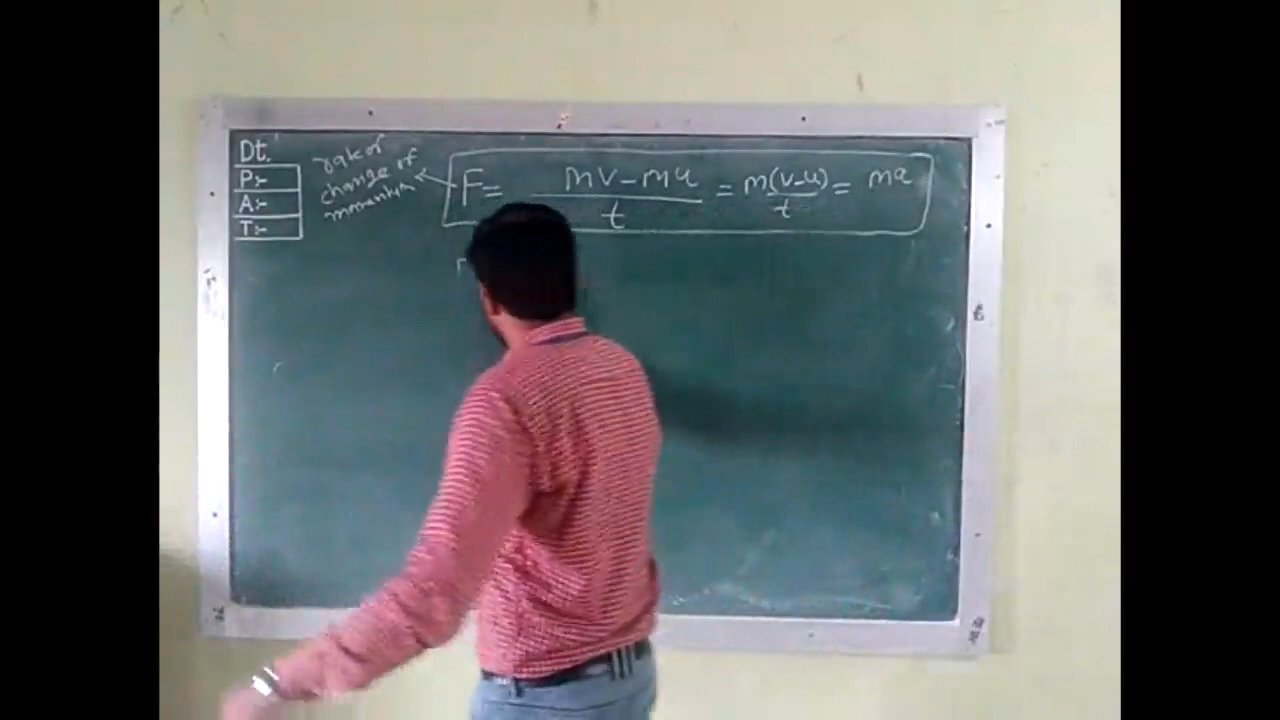 Dt.
P:-
A:-
T:-
rate of
change of
momentum
F = mv - mu / t = m(v-u) / t = ma